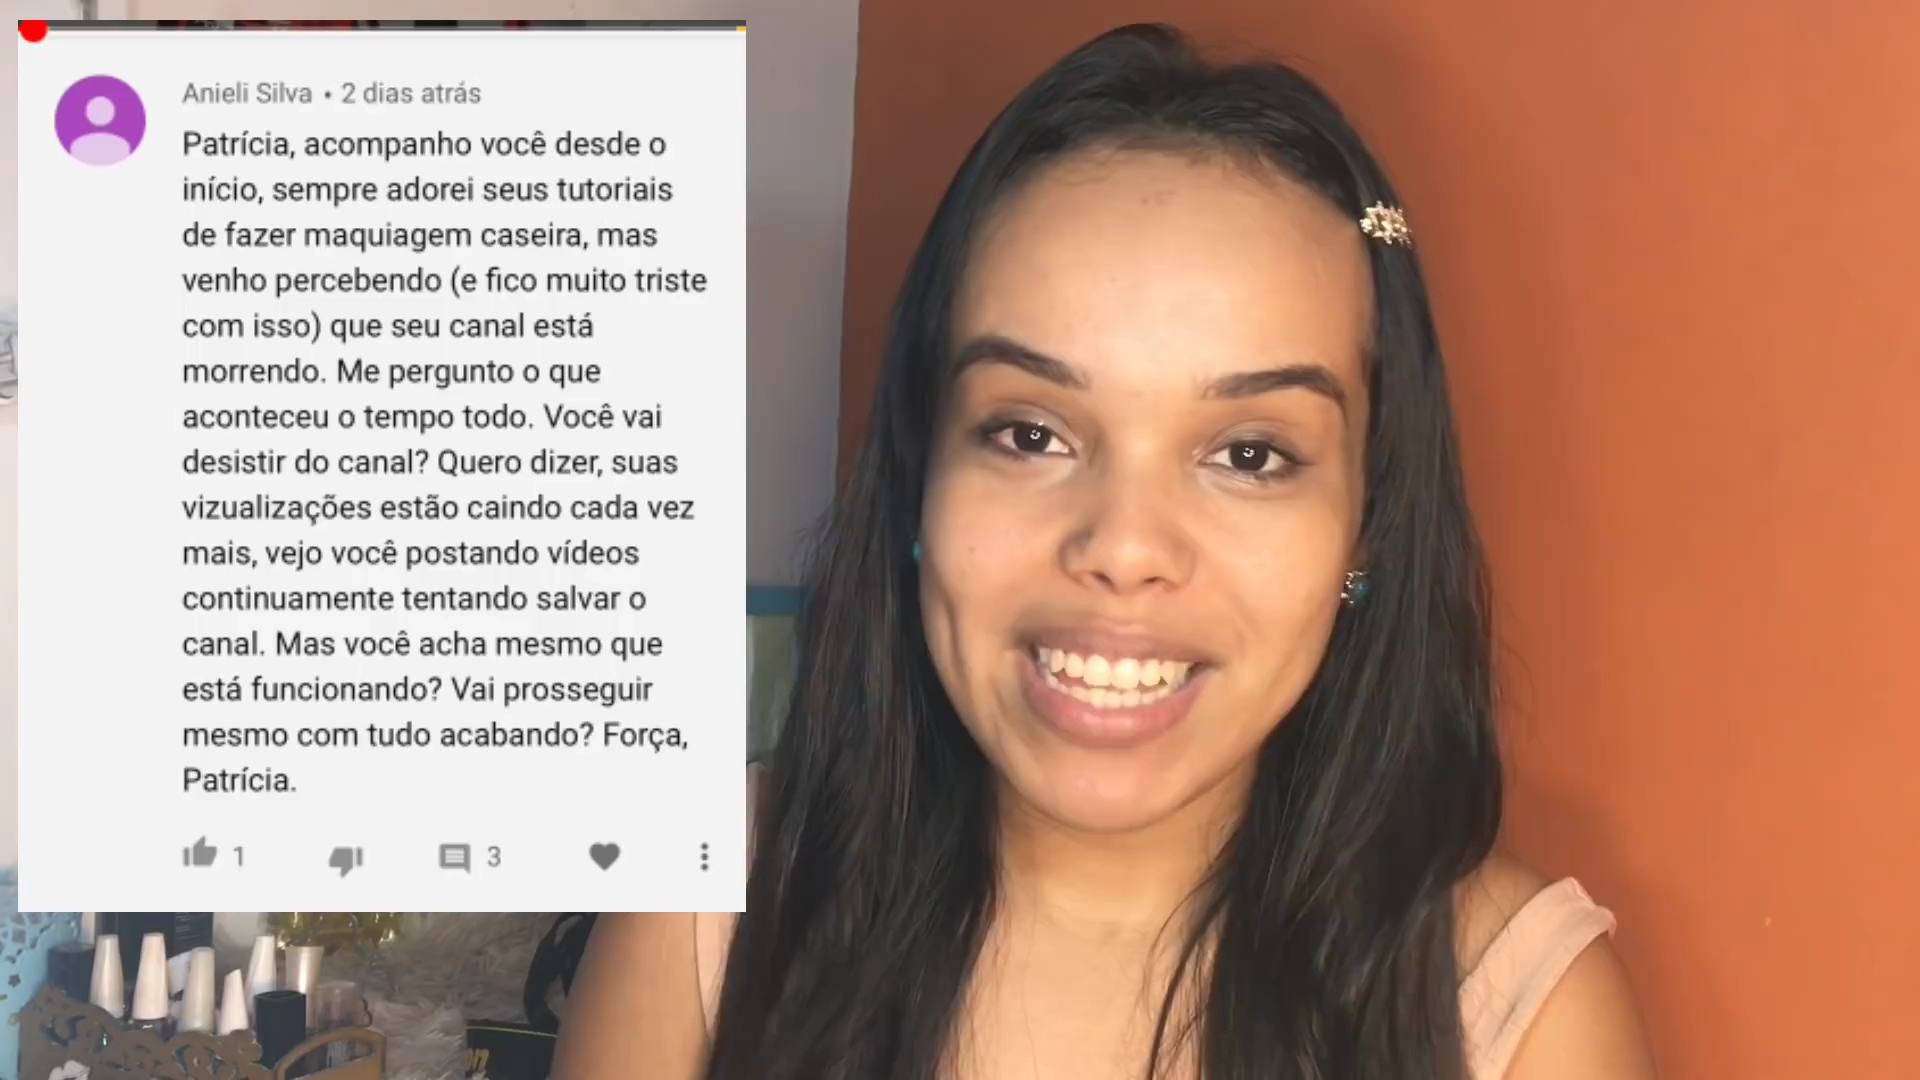 Anieli Silva • 2 dias atrás
Patrícia, acompanho você desde o
início, sempre adorei seus tutoriais
de fazer maquiagem caseira, mas
venho percebendo (e fico muito triste
com isso) que seu canal está
morrendo. Me pergunto o que
aconteceu o tempo todo. Você vai
desistir do canal? Quero dizer, suas
vizualizações estão caindo cada vez
mais, vejo você postando vídeos
continuamente tentando salvar o
canal. Mas você acha mesmo que
está funcionando? Vai prosseguir
mesmo com tudo acabando? Força,
Patrícia.
1 3